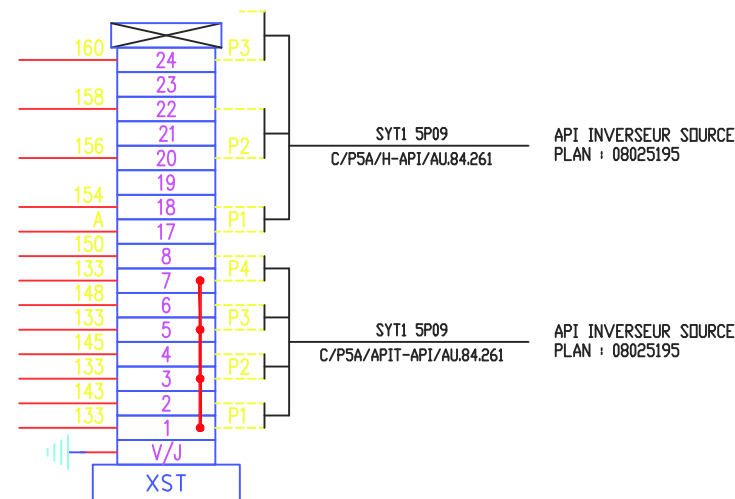 160 24 P3
23
158 22
21 P2
156 20
19
154 18
A 17 P1
150 8
133 7 P4
148 6
133 5 P3
145 4
133 3 P2
143 2
133 1 P1
V/J
XST
SYT1 5P09
C/P5A/H-API/AU.84.261
API INVERSEUR SOURCE
PLAN : 08025195
SYT1 5P09
C/P5A/APIT-API/AU.84.261
API INVERSEUR SOURCE
PLAN : 08025195